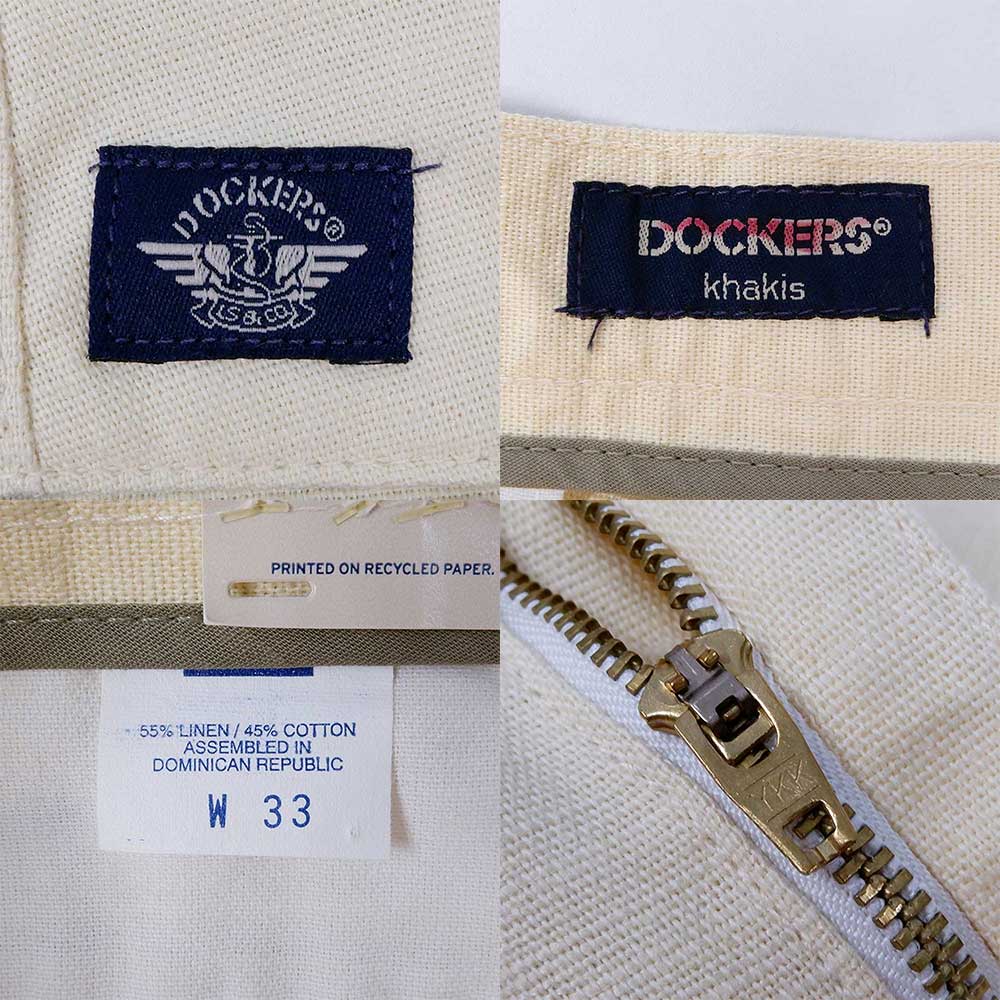 DOCKERS®
LS & CO.
DOCKERS®
khakis
PRINTED ON RECYCLED PAPER.
55% LINEN / 45% COTTON
ASSEMBLED IN
DOMINICAN REPUBLIC
W 33
YKK